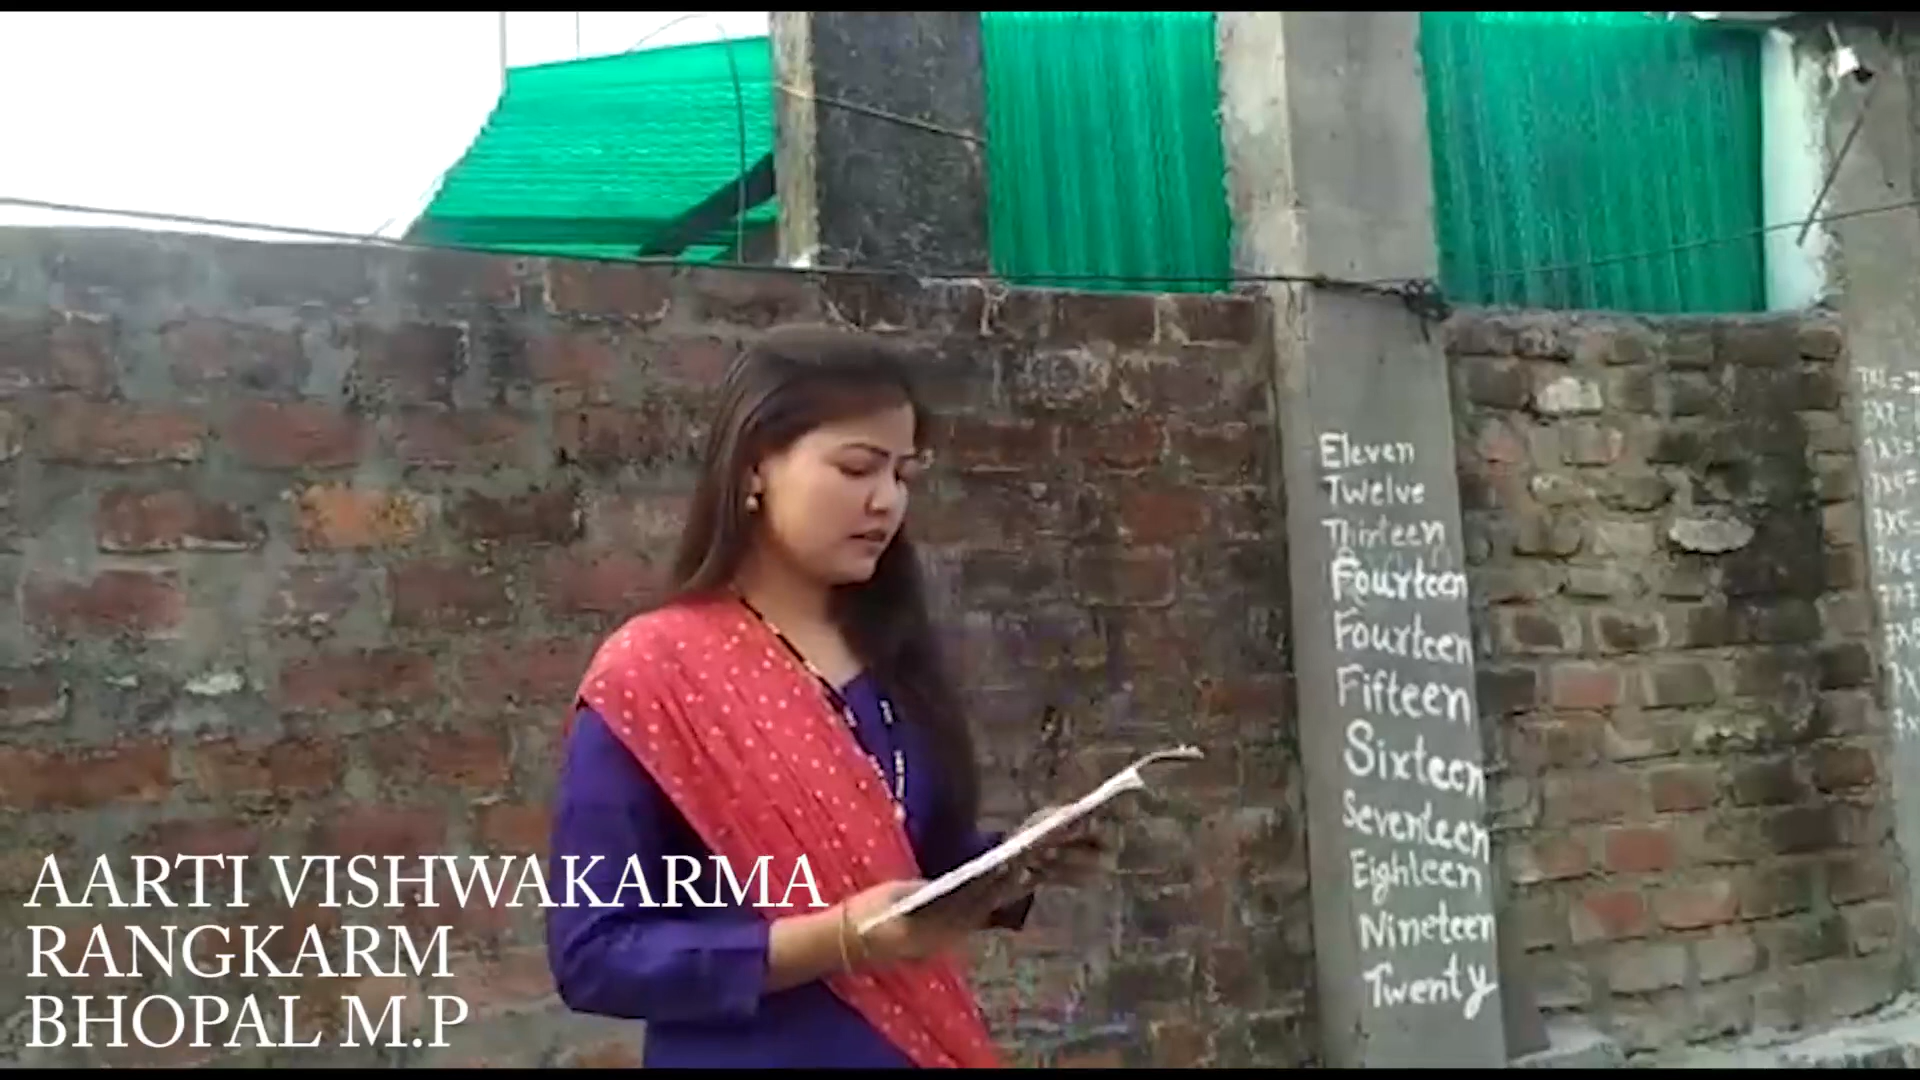 Eleven
Twelve
Thirteen
Fourteen
Fourteen
Fifteen
Sixteen
Seventeen
Eighteen
Nineteen
Twenty
AARTI VISHWAKARMA
RANGKARM
BHOPAL M.P